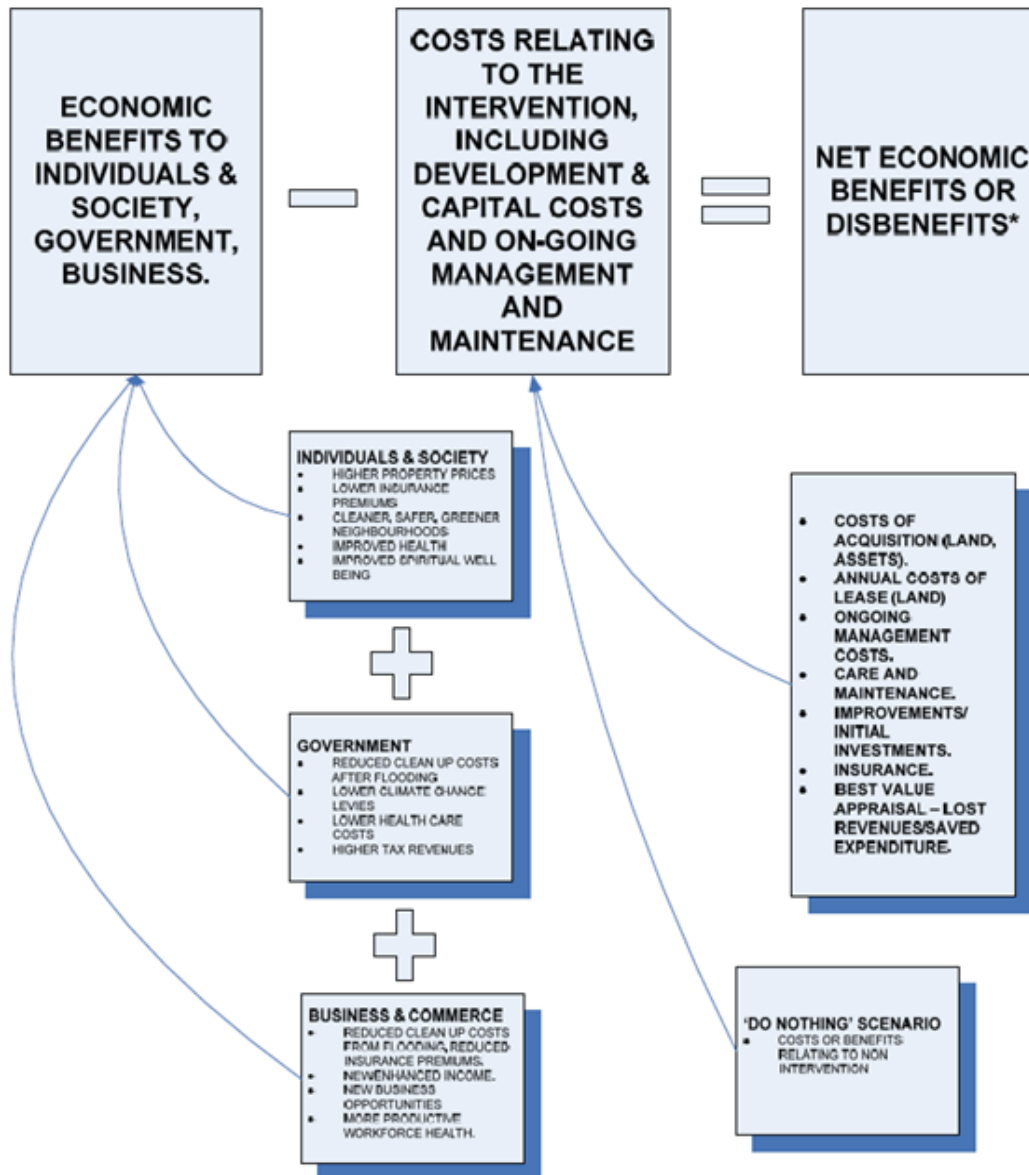 ECONOMIC
BENEFITS TO
INDIVIDUALS &
SOCIETY,
GOVERNMENT,
BUSINESS.
COSTS RELATING
TO THE
INTERVENTION,
INCLUDING
DEVELOPMENT &
CAPITAL COSTS
AND ON-GOING
MANAGEMENT
AND
MAINTENANCE
NET ECONOMIC
BENEFITS OR
DISBENEFITS*
INDIVIDUALS & SOCIETY
• HIGHER PROPERTY PRICES
• LOWER INSURANCE
PREMIUMS
• CLEANER, SAFER, GREENER
NEIGHBOURHOODS
• IMPROVED HEALTH
• IMPROVED SPIRITUAL WELL
BEING
GOVERNMENT
• REDUCED CLEAN UP COSTS
AFTER FLOODING
• LOWER CLIMATE CHANGE
LEVIES
• LOWER HEALTH CARE
COSTS
• HIGHER TAX REVENUES
BUSINESS & COMMERCE
• REDUCED CLEAN UP COSTS
FROM FLOODING, REDUCED
INSURANCE PREMIUMS.
• NEW/ENHANCED INCOME.
• NEW BUSINESS
OPPORTUNITIES
• MORE PRODUCTIVE
WORKFORCE HEALTH.
• COSTS OF
ACQUISITION (LAND,
ASSETS).
• ANNUAL COSTS OF
LEASE (LAND)
• ONGOING
MANAGEMENT
COSTS.
• CARE AND
MAINTENANCE.
• IMPROVEMENTS/
INITIAL
INVESTMENTS.
• INSURANCE.
• BEST VALUE
APPRAISAL – LOST
REVENUES/SAVED
EXPENDITURE.
'DO NOTHING' SCENARIO
• COSTS OR BENEFITS
RELATING TO NON
INTERVENTION